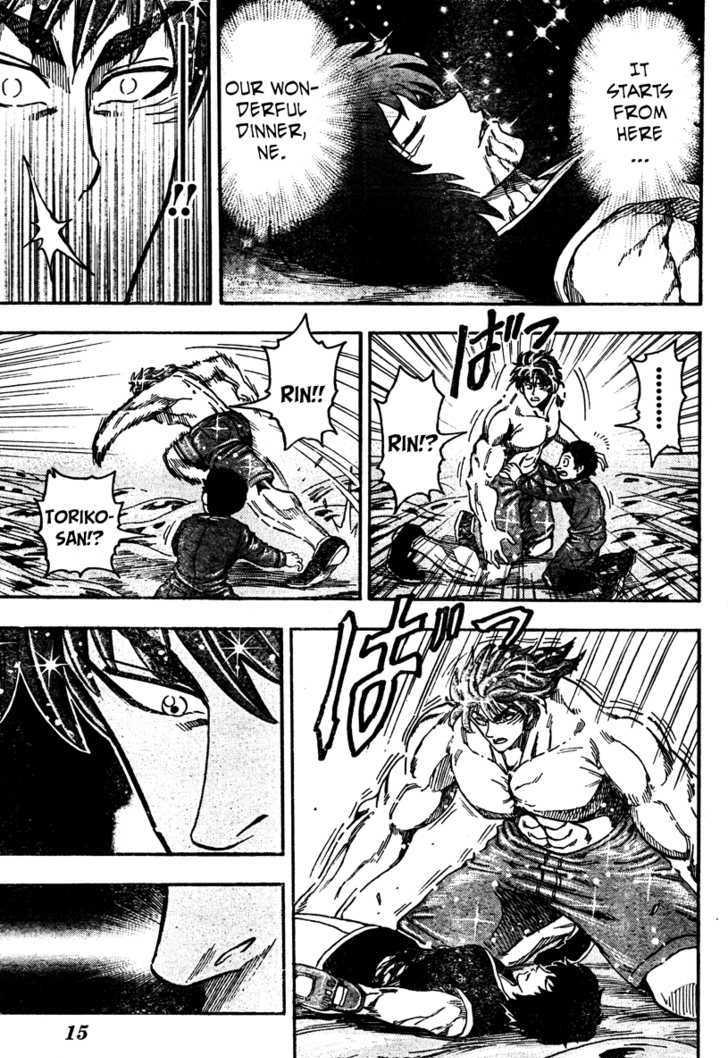 IT
STARTS
FROM
HERE
...
OUR WON-
DERFUL
DINNER,
NE.
!!
.........
ばっ
RIN!?
RIN!!
TORIKO-
SAN!?
ばっ
15